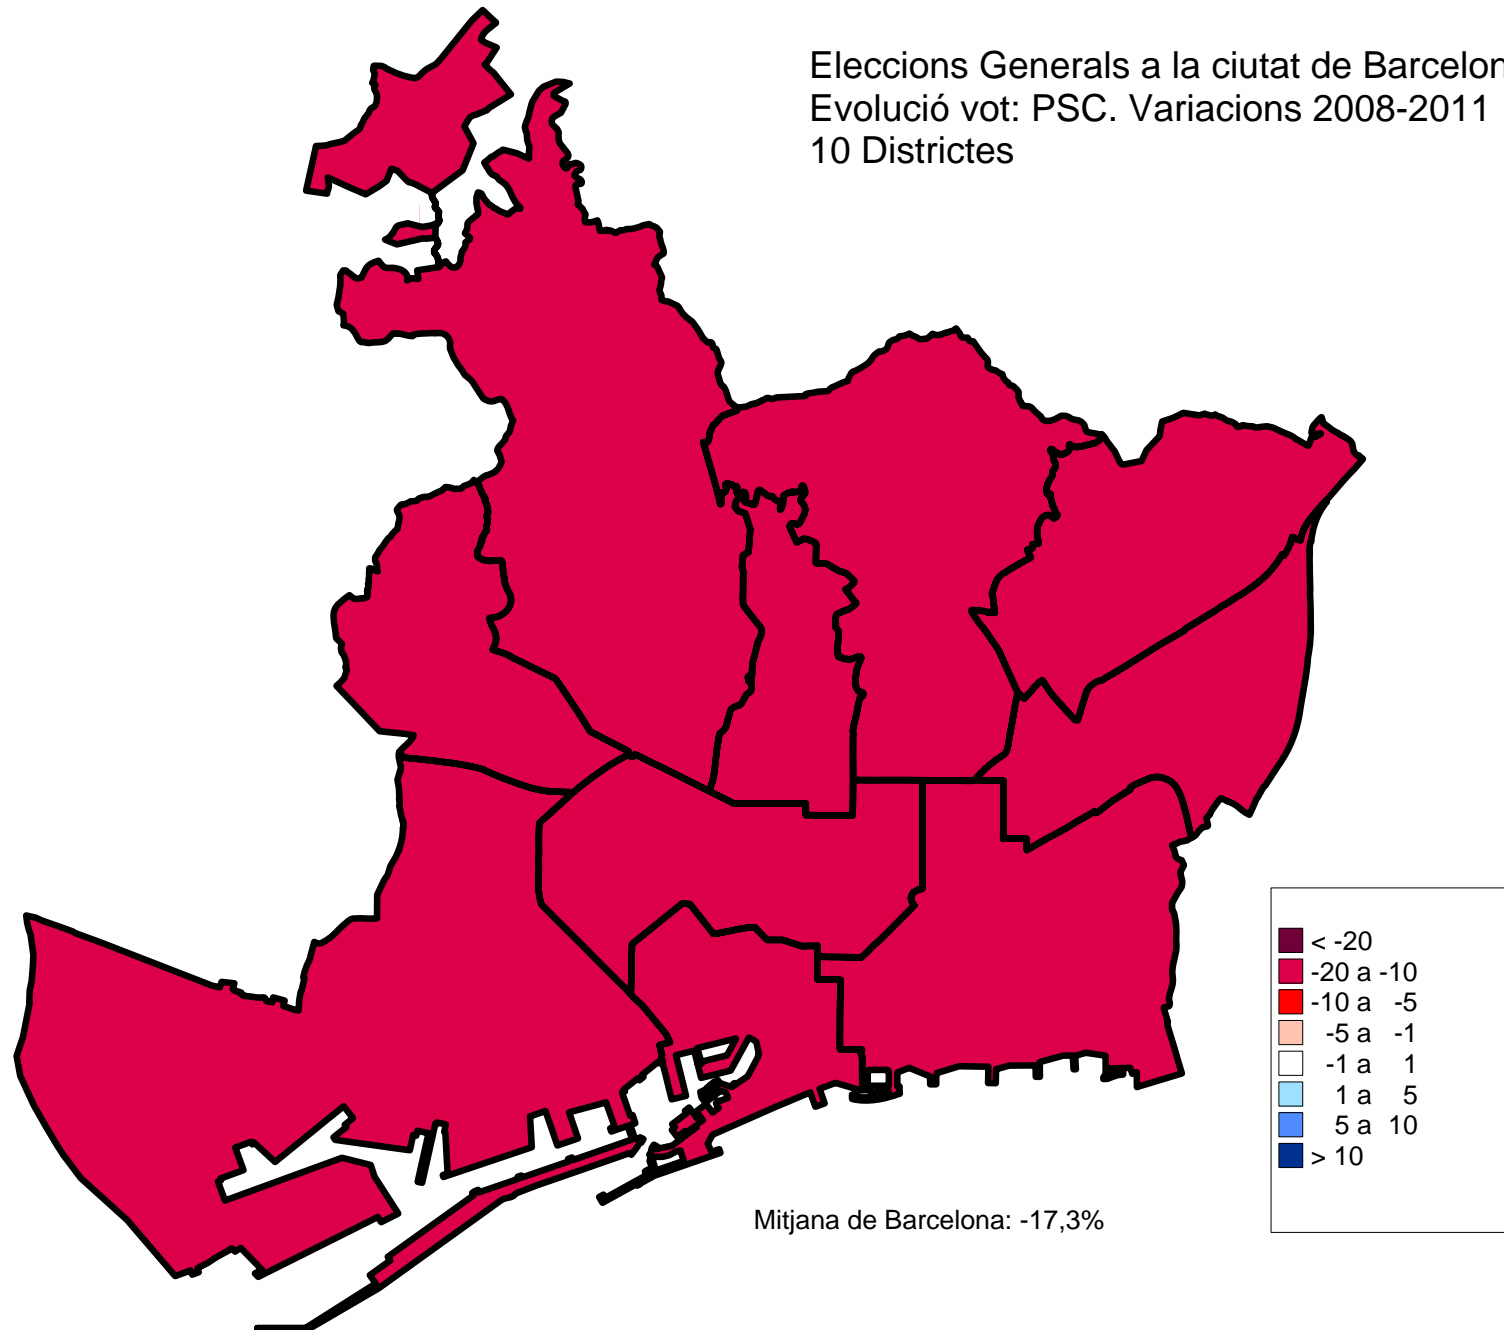 Eleccions Generals a la ciutat de Barcelon
Evolució vot: PSC. Variacions 2008-2011
10 Districtes
< -20
-20 a -10
-10 a -5
-5 a -1
-1 a 1
1 a 5
5 a 10
> 10
Mitjana de Barcelona: -17,3%